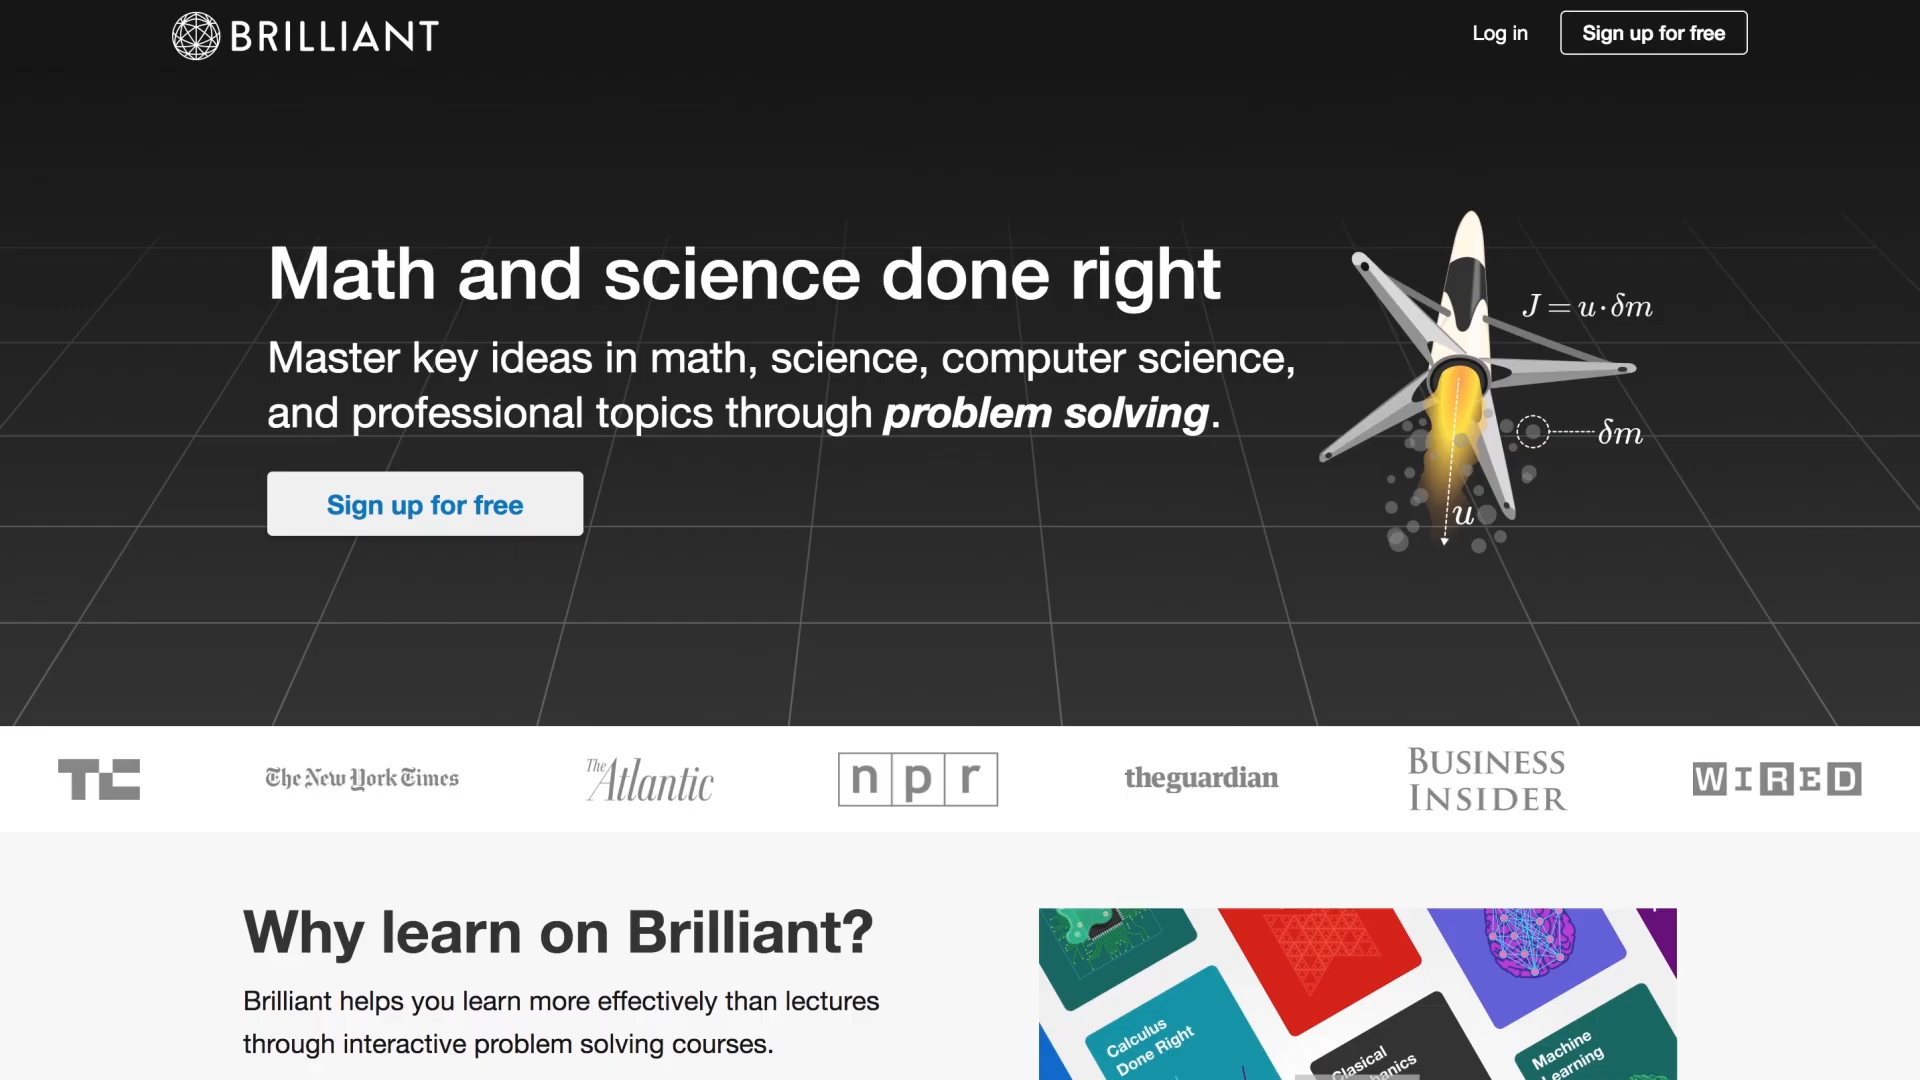 BRILLIANT
Log in
Sign up for free
Math and science done right
Master key ideas in math, science, computer science,
and professional topics through problem solving.
Sign up for free
J = u · δm
δm
u
TC
The New York Times
The Atlantic
npr
theguardian
BUSINESS
INSIDER
WIRED
Why learn on Brilliant?
Brilliant helps you learn more effectively than lectures
through interactive problem solving courses.
Calculus
Done Right
Clasical
Machine
Learning